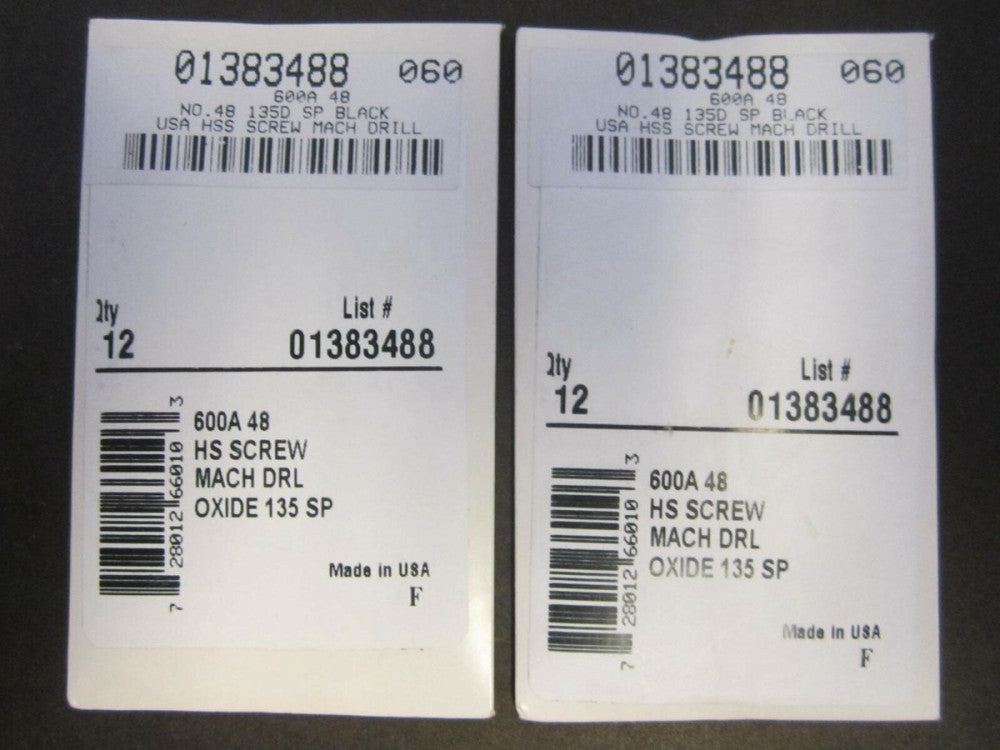 01383488 060
600A 48
NO.48 135D SP BLACK
USA HSS SCREW MACH DRILL
Qty List #
12 01383488
600A 48
HS SCREW
MACH DRL
OXIDE 135 SP
7 28012 66010 3
Made in USA
F
01383488 060
600A 48
NO.48 135D SP BLACK
USA HSS SCREW MACH DRILL
Qty List #
12 01383488
600A 48
HS SCREW
MACH DRL
OXIDE 135 SP
7 28012 66010 3
Made in USA
F